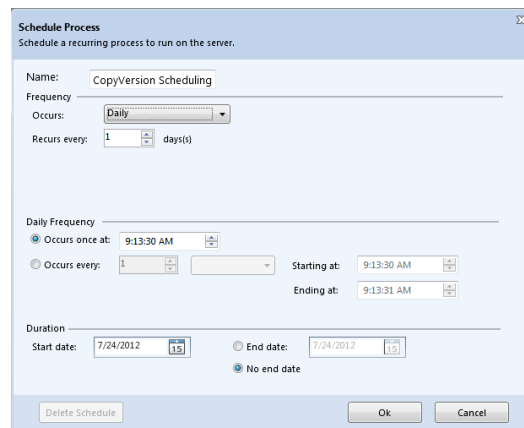 Schedule Process
Schedule a recurring process to run on the server.
Name: CopyVersion Scheduling
Frequency
Occurs: Daily
Recurs every: 1 days(s)
Daily Frequency
Occurs once at: 9:13:30 AM
Occurs every: 1 Starting at: 9:13:30 AM
Ending at: 9:13:31 AM
Duration
Start date: 7/24/2012 15 End date: 7/24/2012 15
No end date
Delete Schedule Ok Cancel